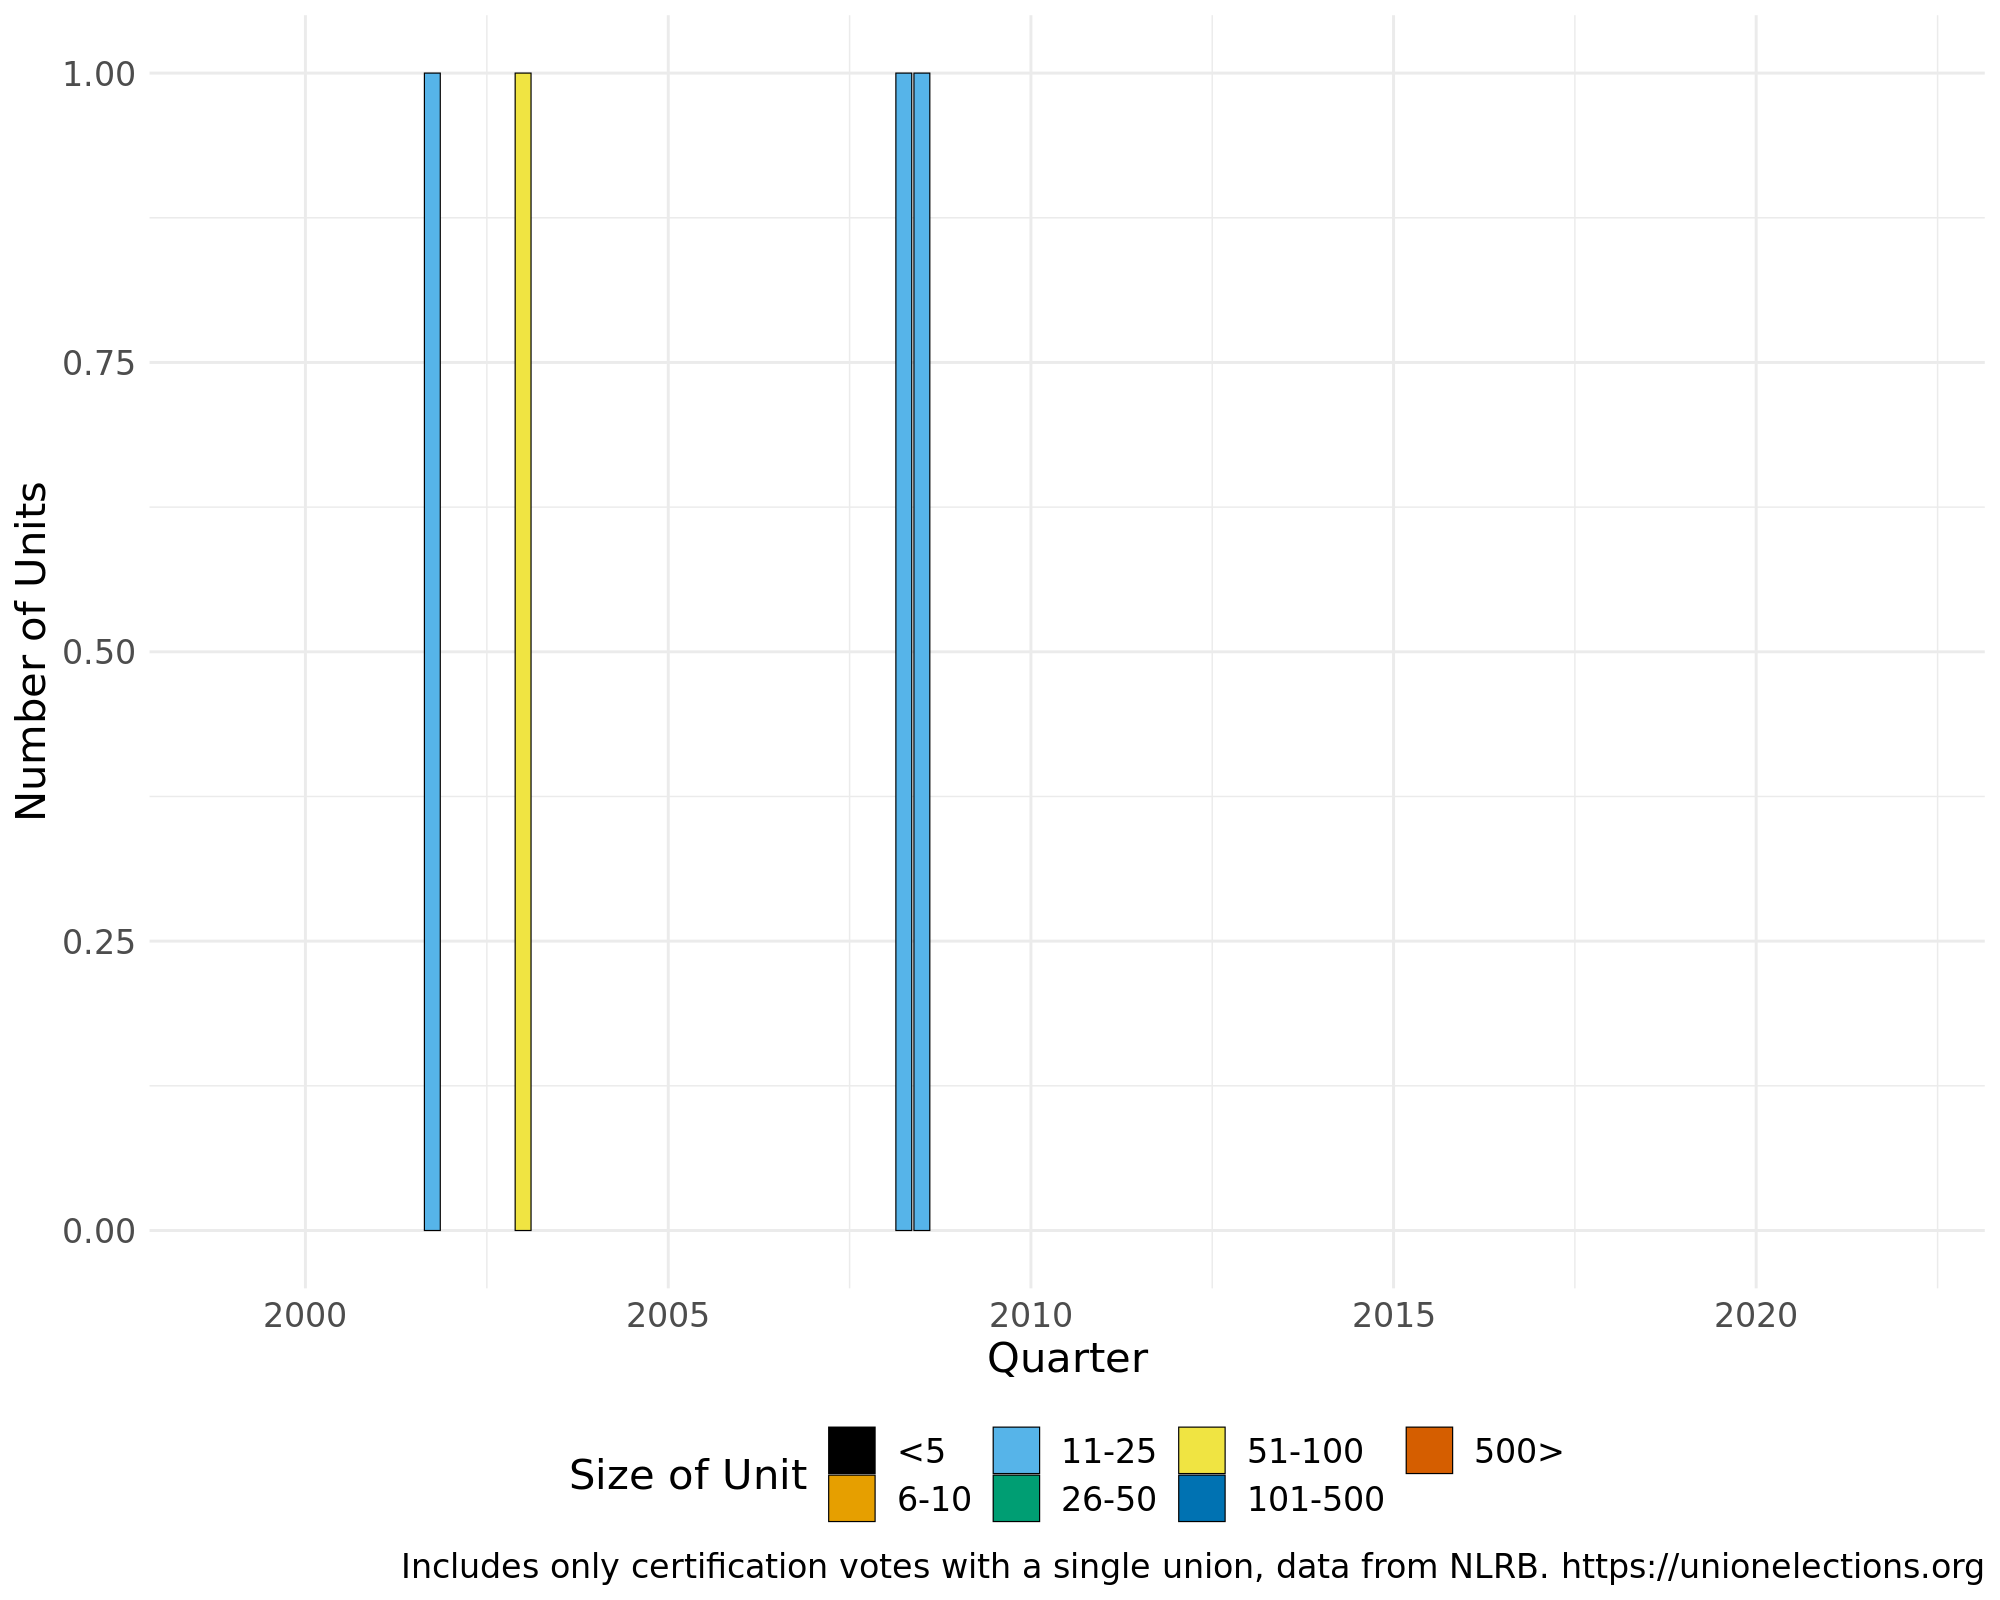 1.00
0.75
0.50
0.25
0.00
Number of Units
2000 2005 2010 2015 2020
Quarter
Size of Unit
<5 11-25 51-100 500>
6-10 26-50 101-500
Includes only certification votes with a single union, data from NLRB. https://unionelections.org